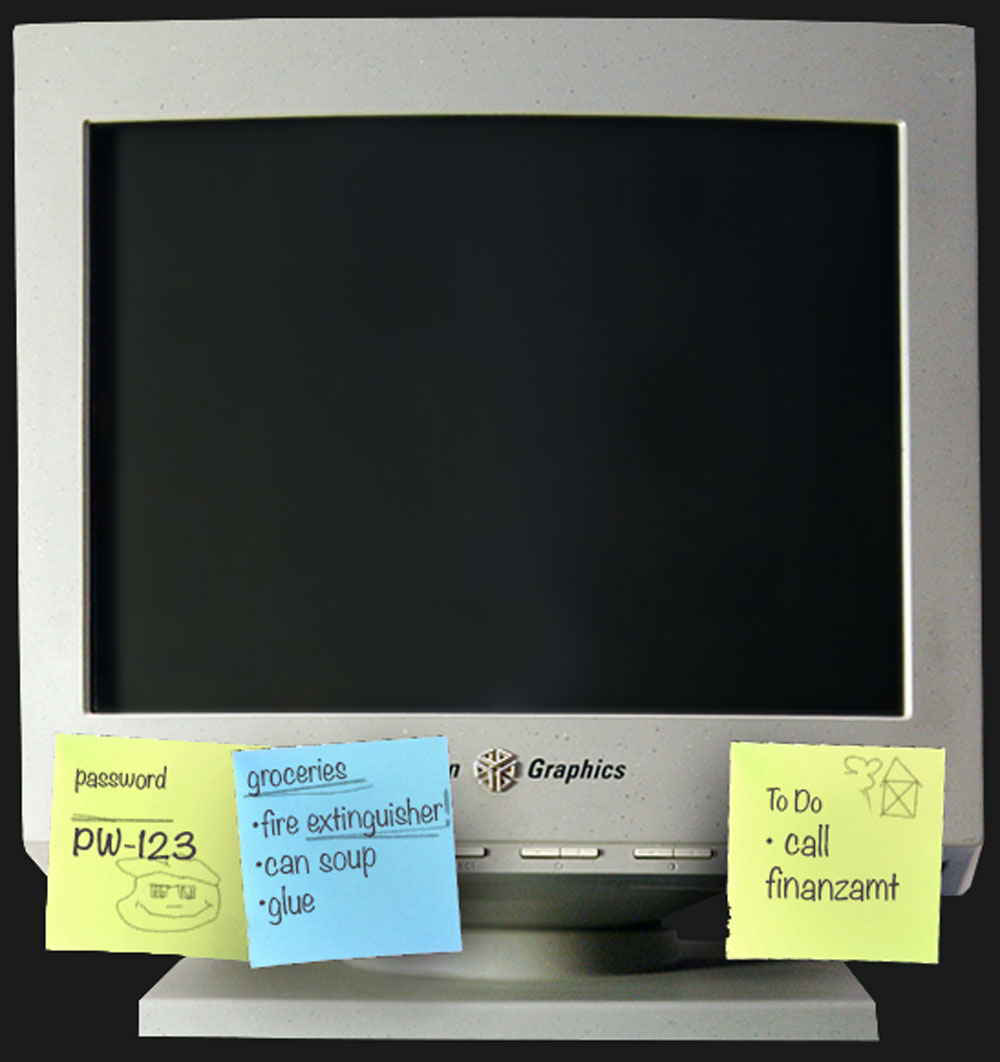 n Graphics
password
PW-123
groceries
•fire extinguisher!
•can soup
•glue
To Do
• call
finanzamt